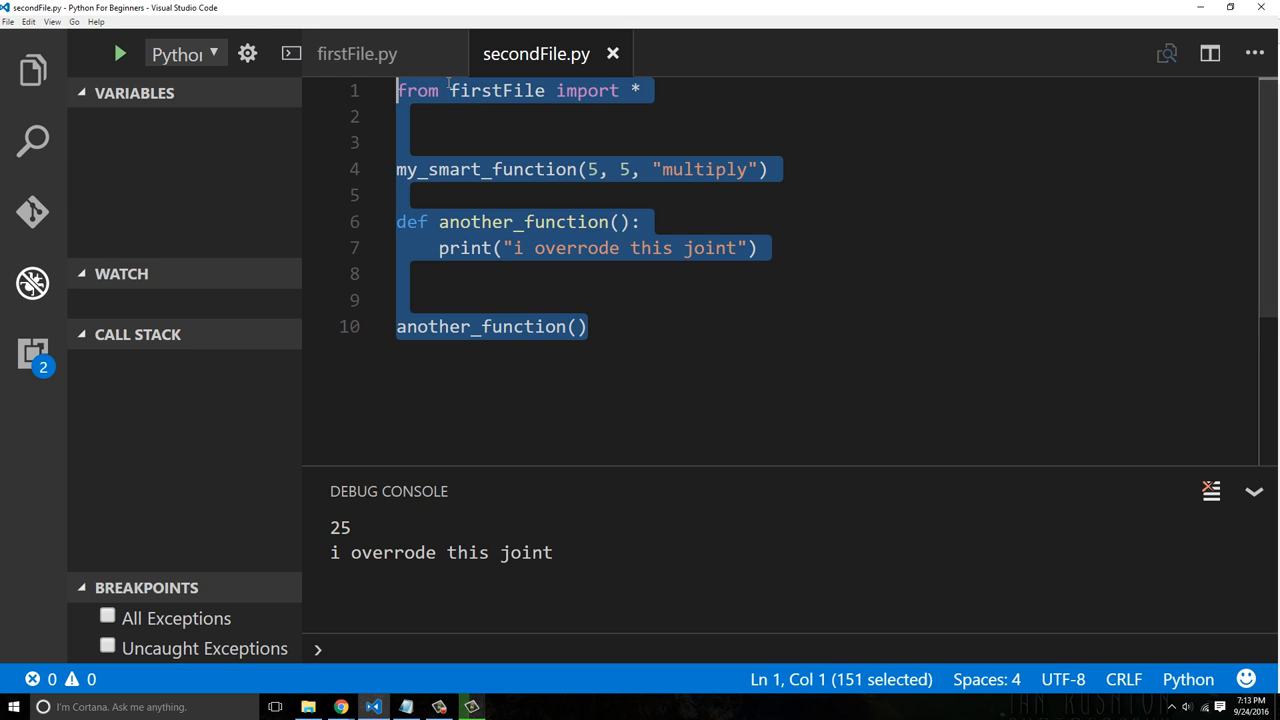 secondFile.py - Python For Beginners - Visual Studio Code
File Edit View Go Help
Pythor firstFile.py secondFile.py
VARIABLES
WATCH
CALL STACK
BREAKPOINTS
All Exceptions
Uncaught Exceptions
2
1 from firstFile import *
2
3
4 my_smart_function(5, 5, "multiply")
5
6 def another_function():
7     print("i overrode this joint")
8
9
10 another_function()
DEBUG CONSOLE
25
i overrode this joint
0 0 Ln 1, Col 1 (151 selected) Spaces: 4 UTF-8 CRLF Python
I'm Cortana. Ask me anything.
7:13 PM
9/24/2016